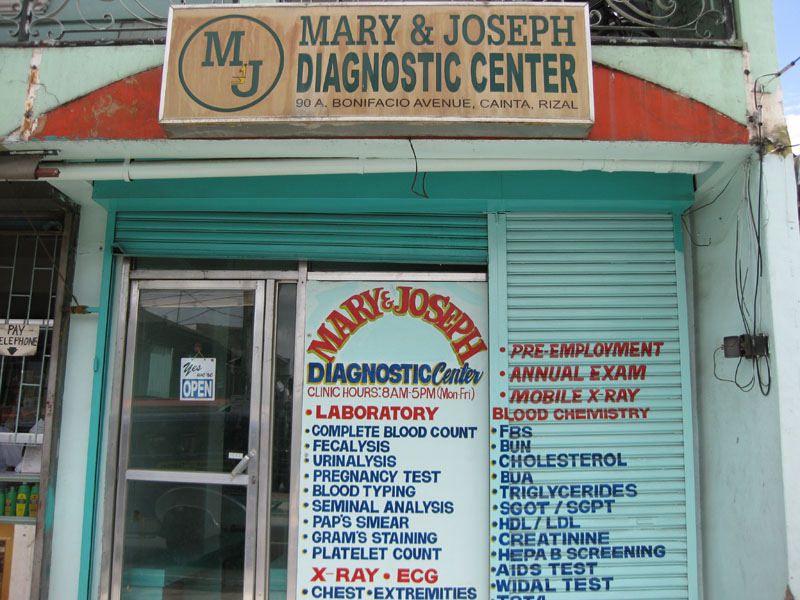 MJ
MARY & JOSEPH
DIAGNOSTIC CENTER
90 A. BONIFACIO AVENUE, CAINTA, RIZAL
PAY
TELEPHONE
Yes
we're
OPEN
MARY & JOSEPH
DIAGNOSTIC Center
CLINIC HOURS: 8AM-5PM (Mon-Fri)
• LABORATORY
• COMPLETE BLOOD COUNT
• FECALYSIS
• URINALYSIS
• PREGNANCY TEST
• BLOOD TYPING
• SEMINAL ANALYSIS
• PAP'S SMEAR
• GRAM'S STAINING
• PLATELET COUNT
X-RAY • ECG
• CHEST • EXTREMITIES
• PRE-EMPLOYMENT
• ANNUAL EXAM
• MOBILE X-RAY
BLOOD CHEMISTRY
• FBS
• BUN
• CHOLESTEROL
• BUA
• TRIGLYCERIDES
• SGOT / SGPT
• HDL / LDL
• CREATININE
• HEPA B SCREENING
• AIDS TEST
• WIDAL TEST